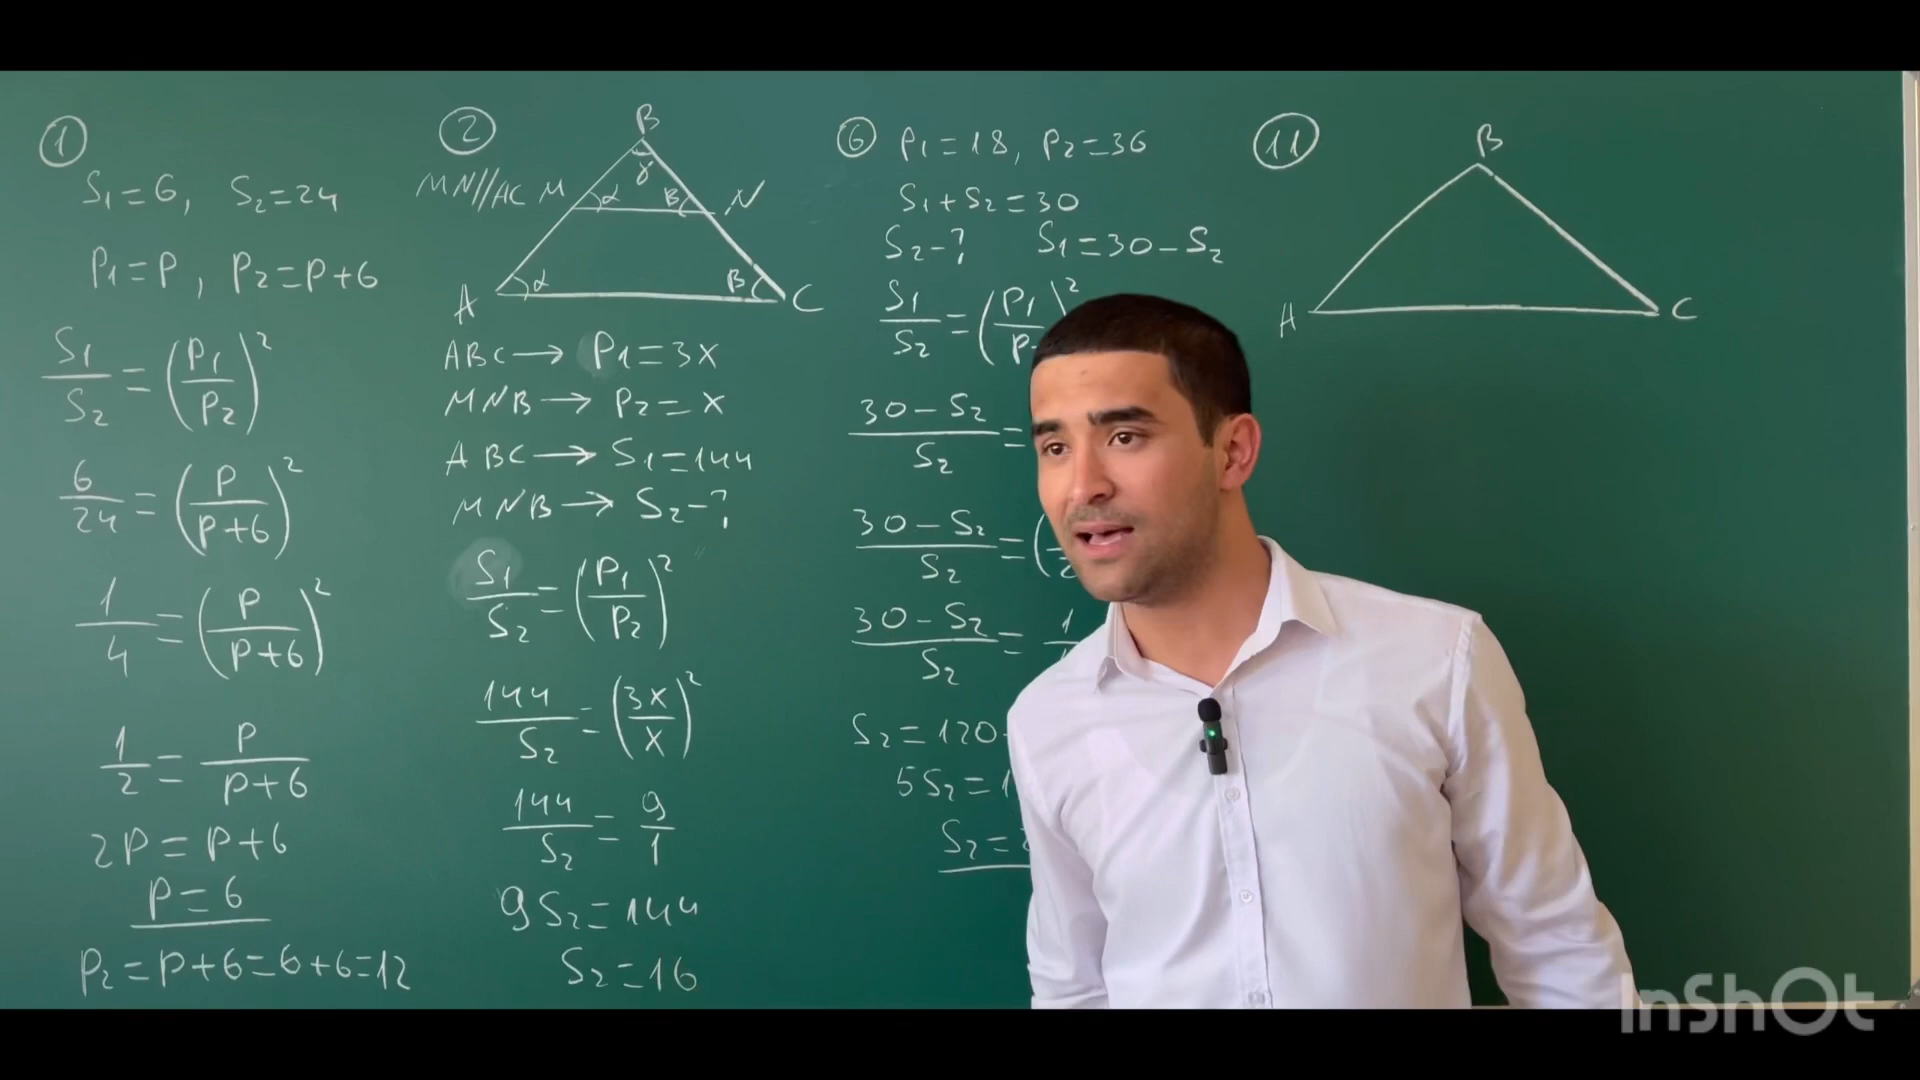 1
S1=6, S2=24
P1=P, P2=P+6
S1/S2=(P1/P2)²
6/24=(P/P+6)²
1/4=(P/P+6)²
1/2=P/P+6
2P=P+6
P=6
P2=P+6=6+6=12
2
B
γ
MN//AC M α B N
A α B C
ABC→P1=3x
MNB→P2=x
ABC→S1=144
MNB→S2-?
S1/S2=(P1/P2)²
144/S2=(3x/x)²
144/S2=9/1
9S2=144
S2=16
6 P1=18, P2=36
S1+S2=30
S2-? S1=30-S2
S1/S2=(P1/P)²
30-S2/S2=
30-S2/S2=(
30-S2/S2=1
S2=120-
5S2=1
S2=
11
B
A C
InShOt